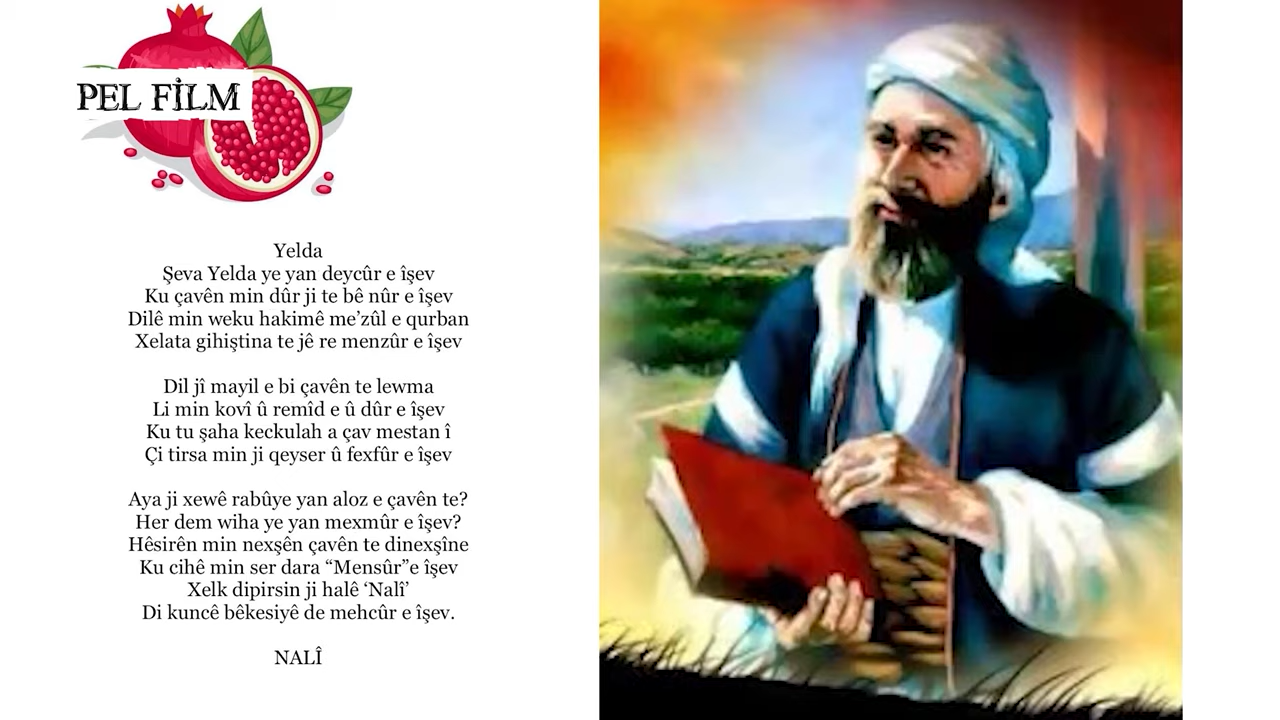 PEL FİLM
Yelda
Şeva Yelda ye yan deycûr e îşev
Ku çavên min dûr ji te bê nûr e îşev
Dilê min weku hakimê me’zûl e qurban
Xelata gihiştina te jê re menzûr e îşev
Dil jî mayil e bi çavên te lewma
Li min kovî û remîd e û dûr e îşev
Ku tu şaha keckulah a çav mestan î
Çi tirsa min ji qeyser û fexfûr e îşev
Aya ji xewê rabûye yan aloz e çavên te?
Her dem wiha ye yan mexmûr e îşev?
Hêsirên min nexşên çavên te dinexşîne
Ku cihê min ser dara “Mensûr”e îşev
Xelk dipirsin ji halê ‘Nalî’
Di kuncê bêkesiyê de mehcûr e îşev.
NALÎ